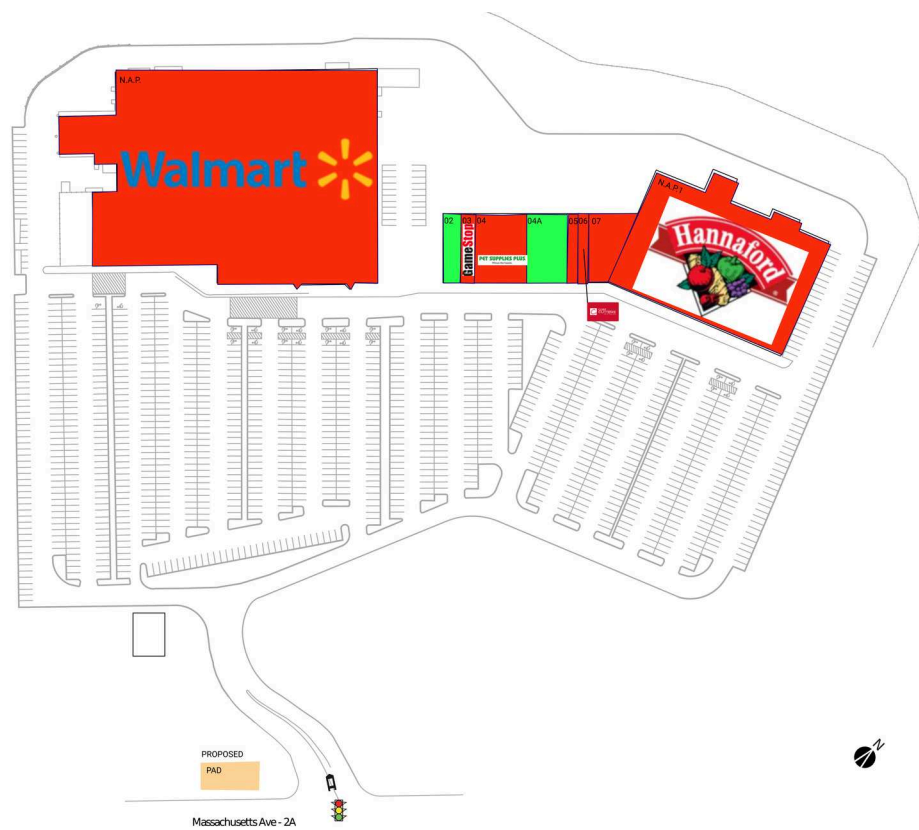 N.A.P.
Walmart
N.A.P.1
Hannaford
02
03
04
04A
05
06
07
GameStop
PET SUPPLIES PLUS
PROPOSED
PAD
Massachusetts Ave - 2A
N